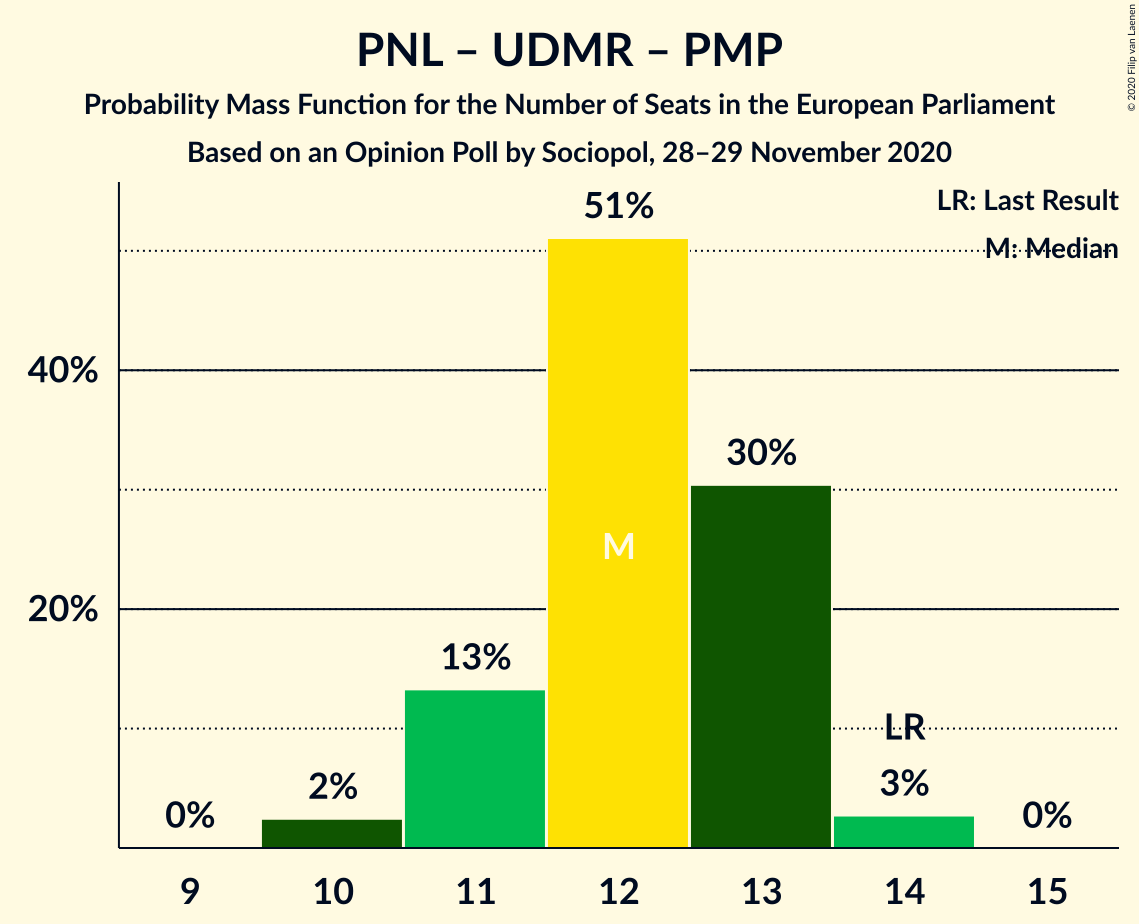 PNL – UDMR – PMP
Probability Mass Function for the Number of Seats in the European Parliament
Based on an Opinion Poll by Sociopol, 28–29 November 2020
© 2020 Filip van Laenen
LR: Last Result
M: Median
40%
20%
0%
2%
13%
51%
M
30%
LR
3%
0%
9
10
11
12
13
14
15